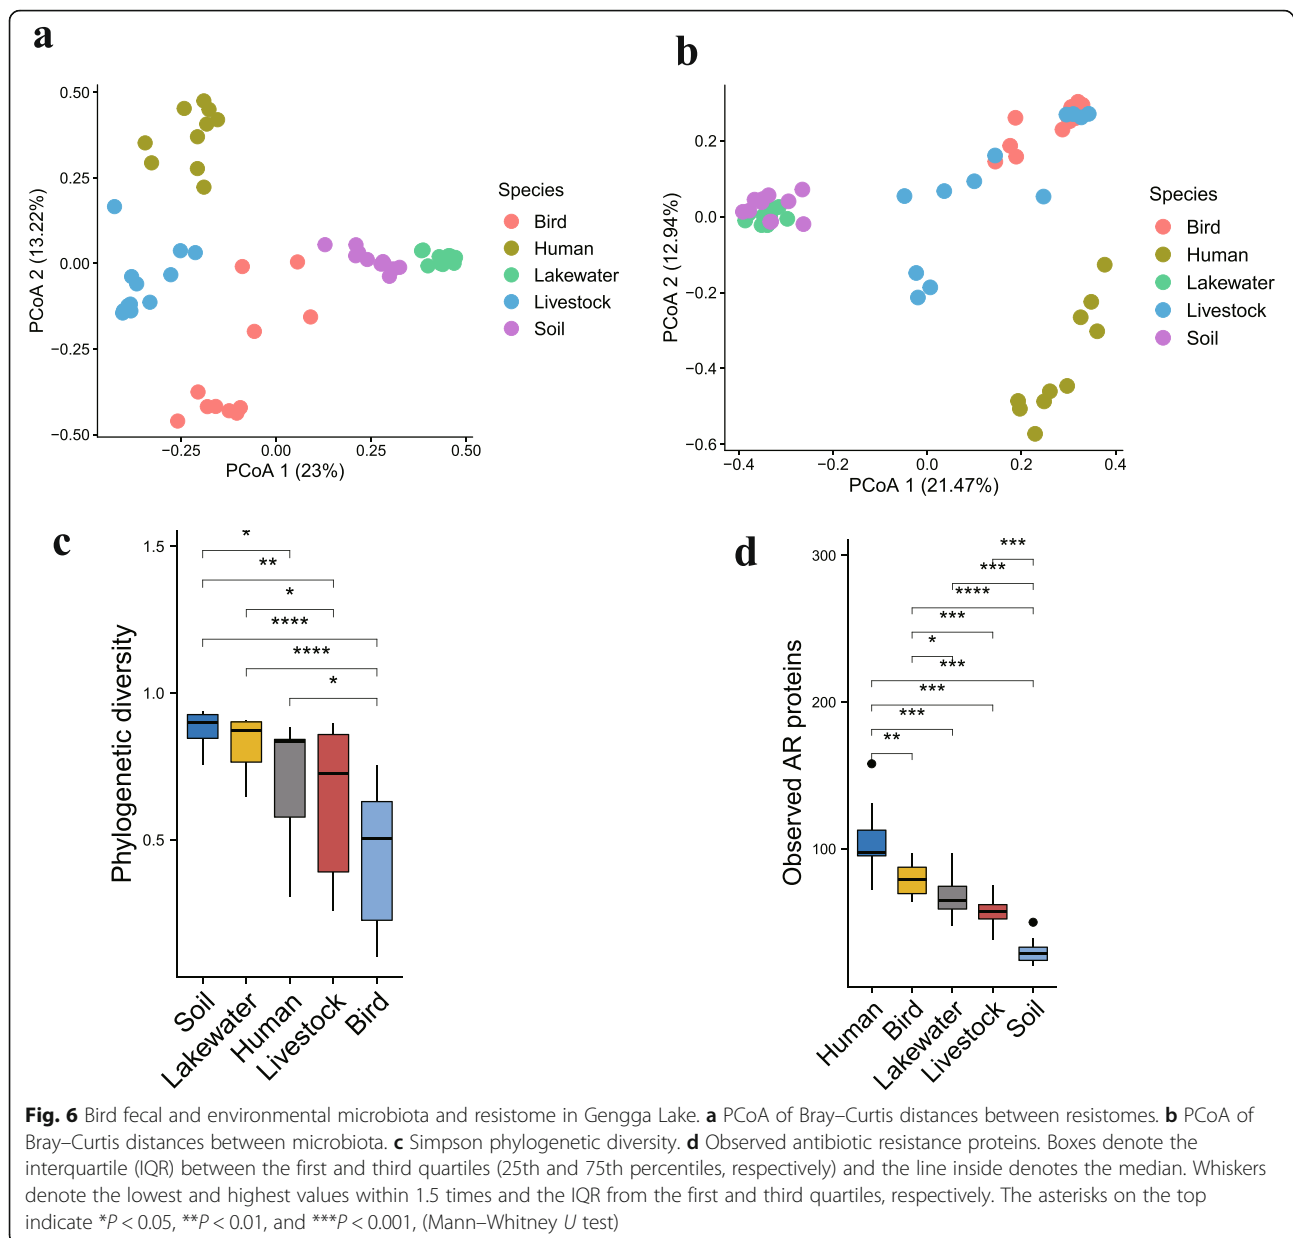 a
0.50
0.25
0.00
−0.25
−0.50
PCoA 2 (13.22%)
−0.25
0.00
0.25
0.50
PCoA 1 (23%)
Species
Bird
Human
Lakewater
Livestock
Soil
b
0.2
0.0
−0.2
−0.4
−0.6
PCoA 2 (12.94%)
−0.4
−0.2
0.0
0.2
0.4
PCoA 1 (21.47%)
Species
Bird
Human
Lakewater
Livestock
Soil
c
1.5
1.0
0.5
Phylogenetic diversity
*
**
*
****
****
*
Soil
Lakewater
Human
Livestock
Bird
d
300
200
100
Observed AR proteins
***
***
****
***
*
***
***
***
**
Human
Bird
Lakewater
Livestock
Soil
Fig. 6 Bird fecal and environmental microbiota and resistome in Gengga Lake. a PCoA of Bray–Curtis distances between resistomes. b PCoA of
Bray–Curtis distances between microbiota. c Simpson phylogenetic diversity. d Observed antibiotic resistance proteins. Boxes denote the
interquartile (IQR) between the first and third quartiles (25th and 75th percentiles, respectively) and the line inside denotes the median. Whiskers
denote the lowest and highest values within 1.5 times and the IQR from the first and third quartiles, respectively. The asterisks on the top
indicate *P < 0.05, **P < 0.01, and ***P < 0.001, (Mann–Whitney U test)